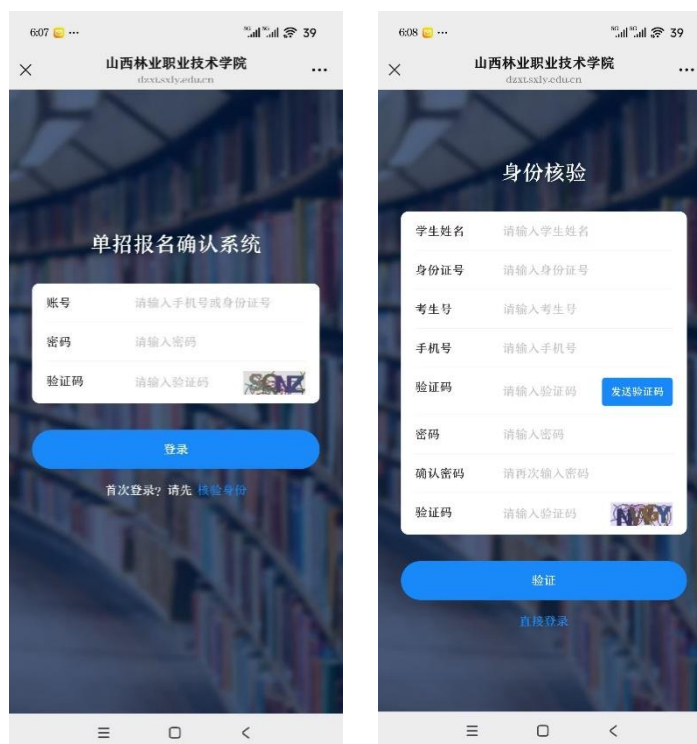 6:07 ··· 5G 5G 39
山西林业职业技术学院
dzxt.sxly.edu.cn
单招报名确认系统
账号 请输入手机号或身份证号
密码 请输入密码
验证码 请输入验证码 SCNZ
登录
首次登录？请先 核验身份
6:08 ··· 5G 5G 39
山西林业职业技术学院
dzxt.sxly.edu.cn
身份核验
学生姓名 请输入学生姓名
身份证号 请输入身份证号
考生号 请输入考生号
手机号 请输入手机号
验证码 请输入验证码 发送验证码
密码 请输入密码
确认密码 请再次输入密码
验证码 请输入验证码
验证
直接登录